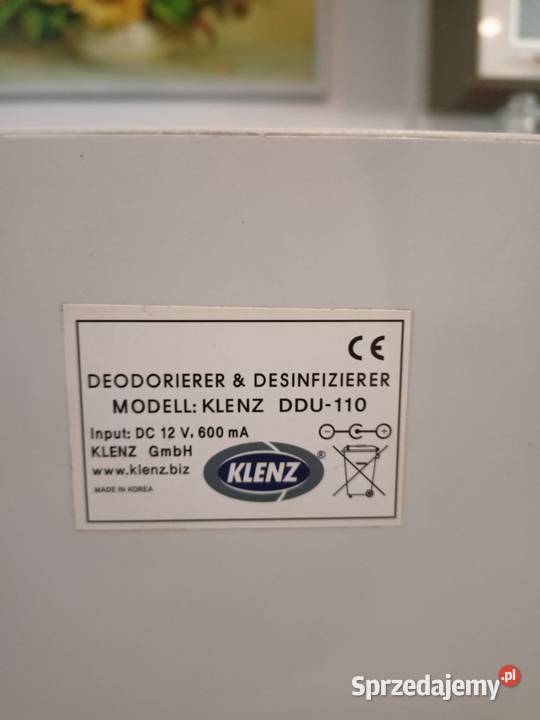 CE
DEODORIERER & DESINFIZIERER
MODELL: KLENZ DDU-110
Input: DC 12 V, 600 mA
KLENZ GmbH
www.klenz.biz
KLENZ ®
MADE IN KOREA
Sprzedajemy.pl